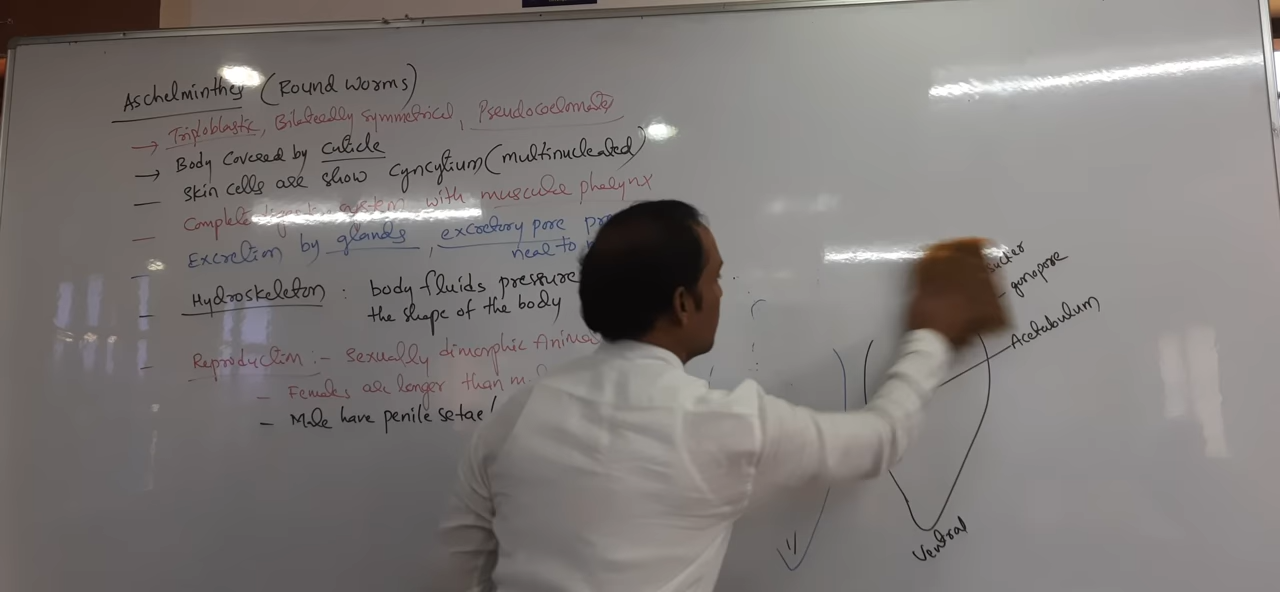 Aschelminthes (Round worms)
→ Triploblastic, Bilaterally symmetrical, Pseudocoelomate
→ Body covered by cuticle
— Skin cells are show cyncytium (multinucleated)
— Complete digestive system with muscular pharynx
— Excretion by glands, excretory pore
near to
— Hydroskeleton : body fluids pressure
the shape of the body
— Reproduction :- Sexually dimorphic
— Females are longer than
— Male have penile setae
sucker
gonopore
Acetabulum
Ventral